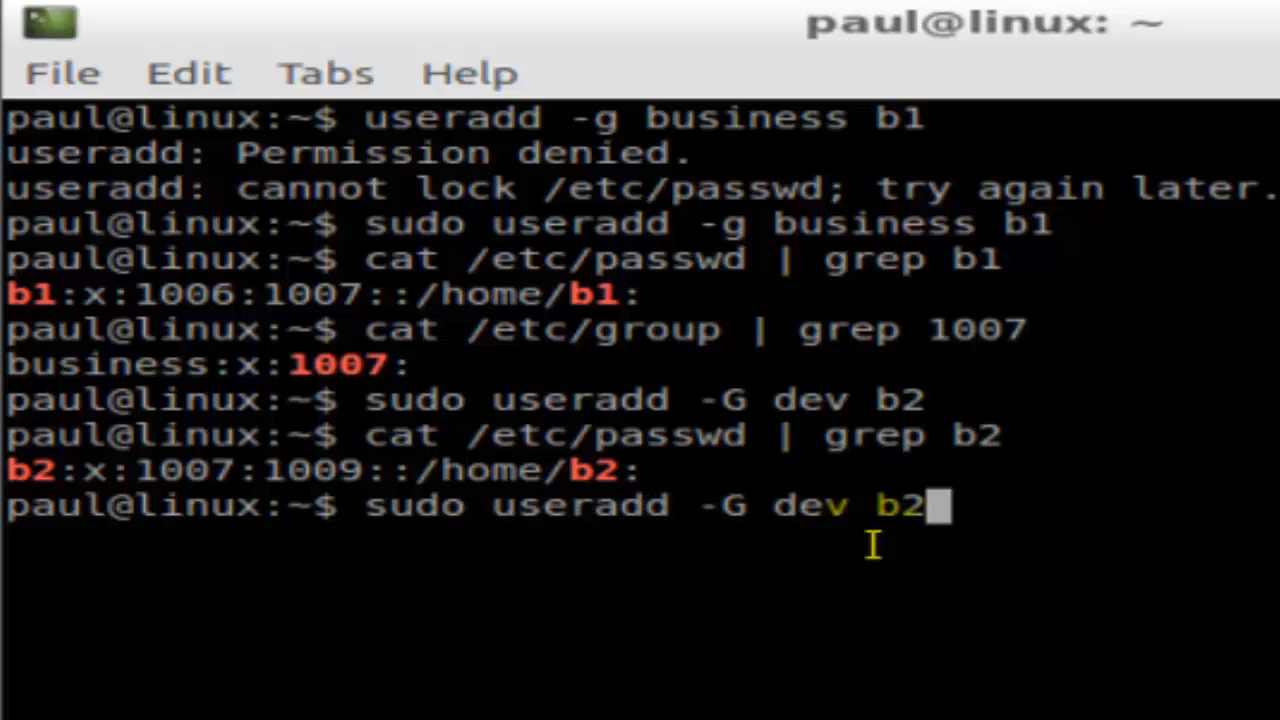 paul@linux: ~
File Edit Tabs Help
paul@linux:~$ useradd -g business b1
useradd: Permission denied.
useradd: cannot lock /etc/passwd; try again later.
paul@linux:~$ sudo useradd -g business b1
paul@linux:~$ cat /etc/passwd | grep b1
b1:x:1006:1007::/home/b1:
paul@linux:~$ cat /etc/group | grep 1007
business:x:1007:
paul@linux:~$ sudo useradd -G dev b2
paul@linux:~$ cat /etc/passwd | grep b2
b2:x:1007:1009::/home/b2:
paul@linux:~$ sudo useradd -G dev b2